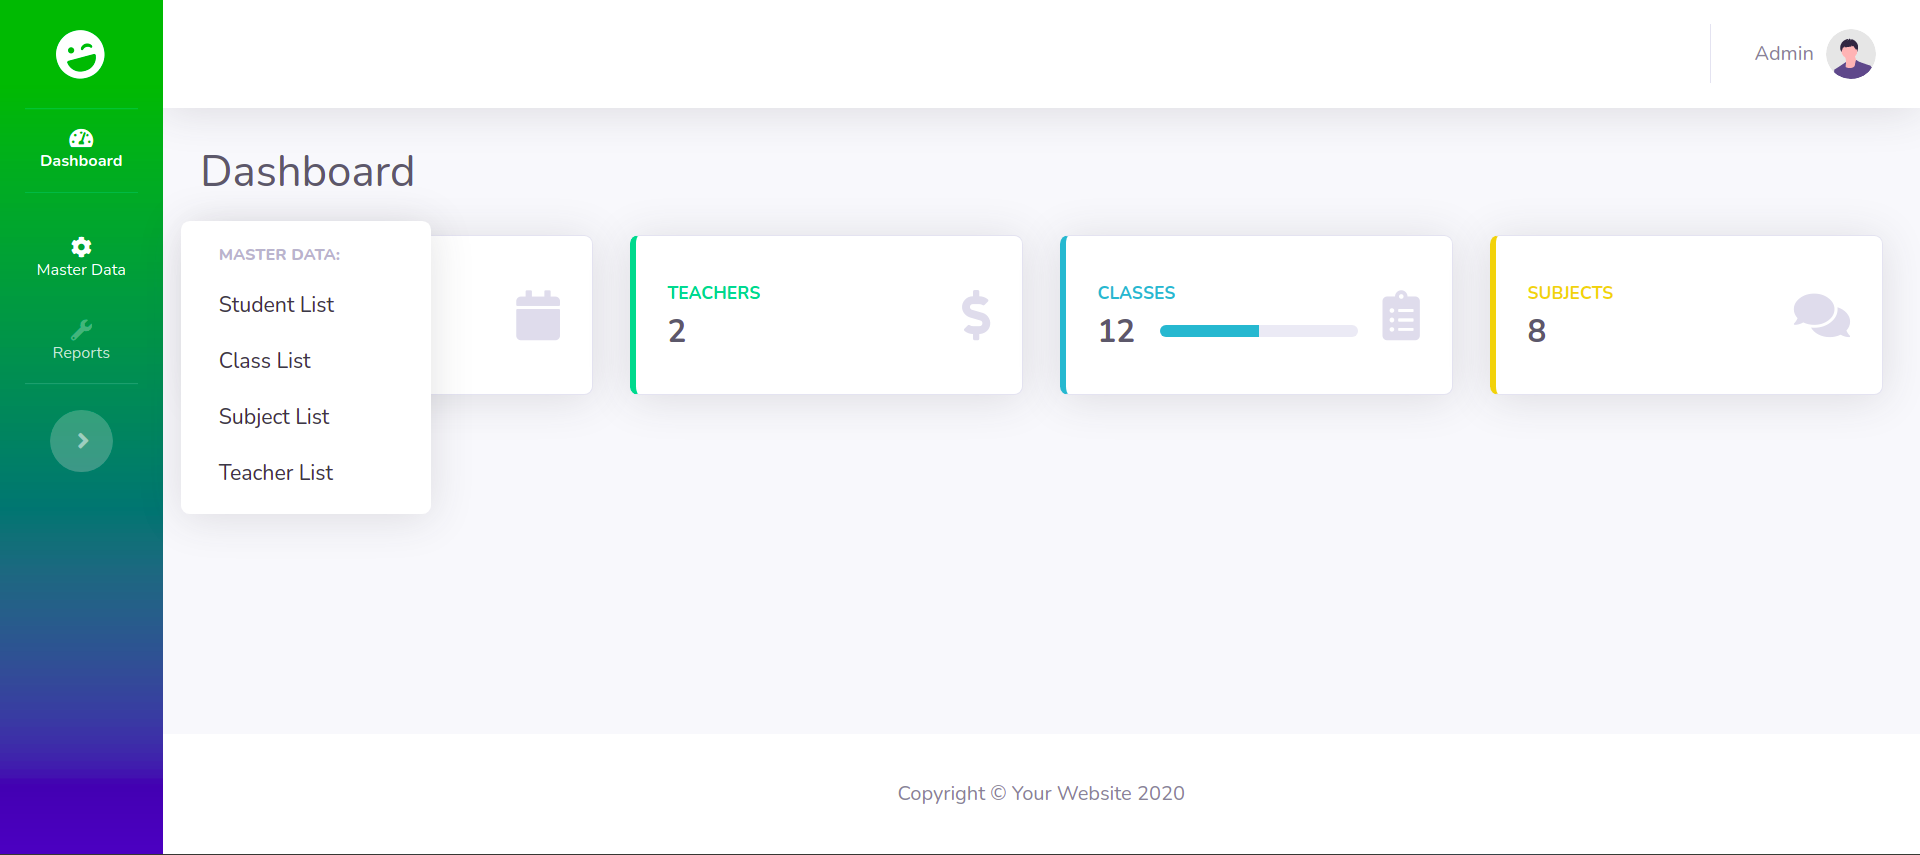 Admin
Dashboard
Master Data
Reports
Dashboard
MASTER DATA:
Student List
Class List
Subject List
Teacher List
TEACHERS
2
CLASSES
12
SUBJECTS
8
Copyright © Your Website 2020